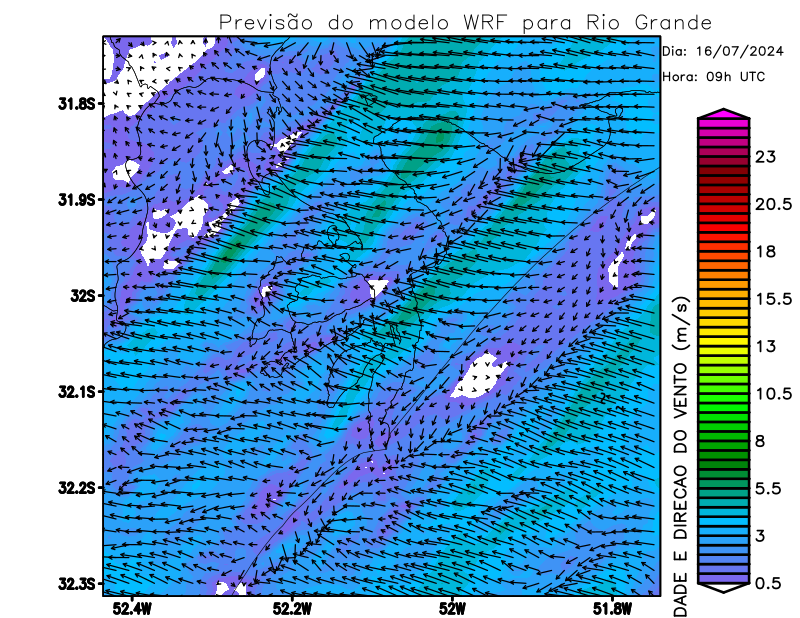 Previsão do modelo WRF para Rio Grande
Dia: 16/07/2024
Hora: 09h UTC
31.8S
31.9S
32S
32.1S
32.2S
32.3S
52.4W
52.2W
52W
51.8W
23
20.5
18
15.5
13
10.5
8
5.5
3
0.5
DADE E DIRECAO DO VENTO (m/s)